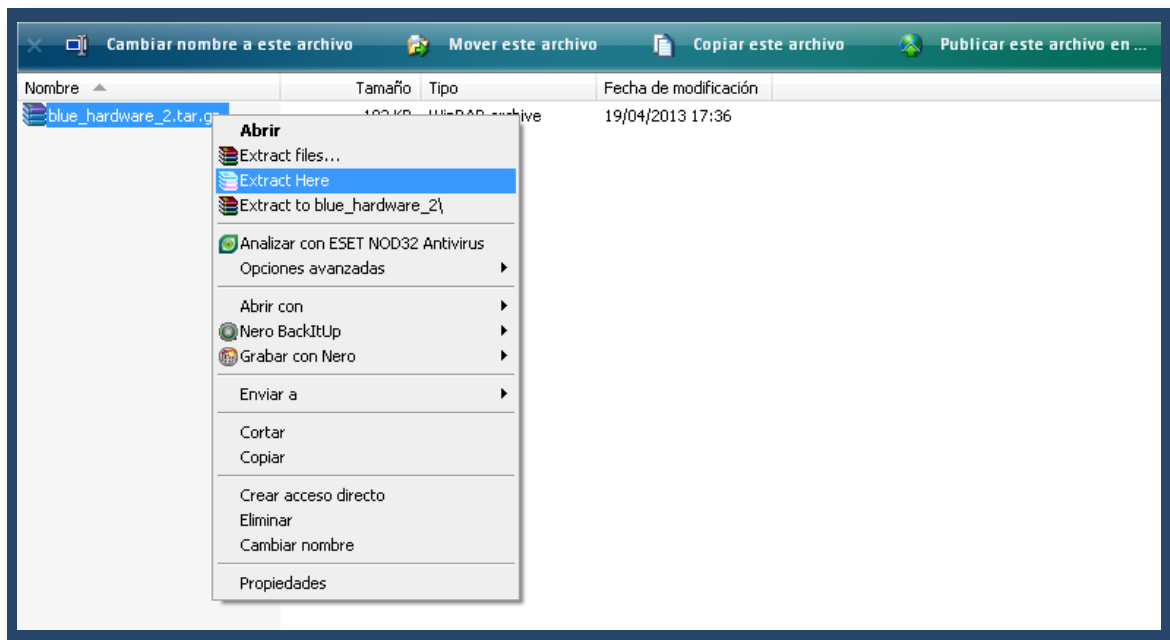 Cambiar nombre a este archivo Mover este archivo Copiar este archivo Publicar este archivo en ...
Nombre Tamaño Tipo Fecha de modificación
blue_hardware_2.tar.gz 19/04/2013 17:36
Abrir
Extract files...
Extract Here
Extract to blue_hardware_2\
Analizar con ESET NOD32 Antivirus
Opciones avanzadas
Abrir con
Nero BackItUp
Grabar con Nero
Enviar a
Cortar
Copiar
Crear acceso directo
Eliminar
Cambiar nombre
Propiedades